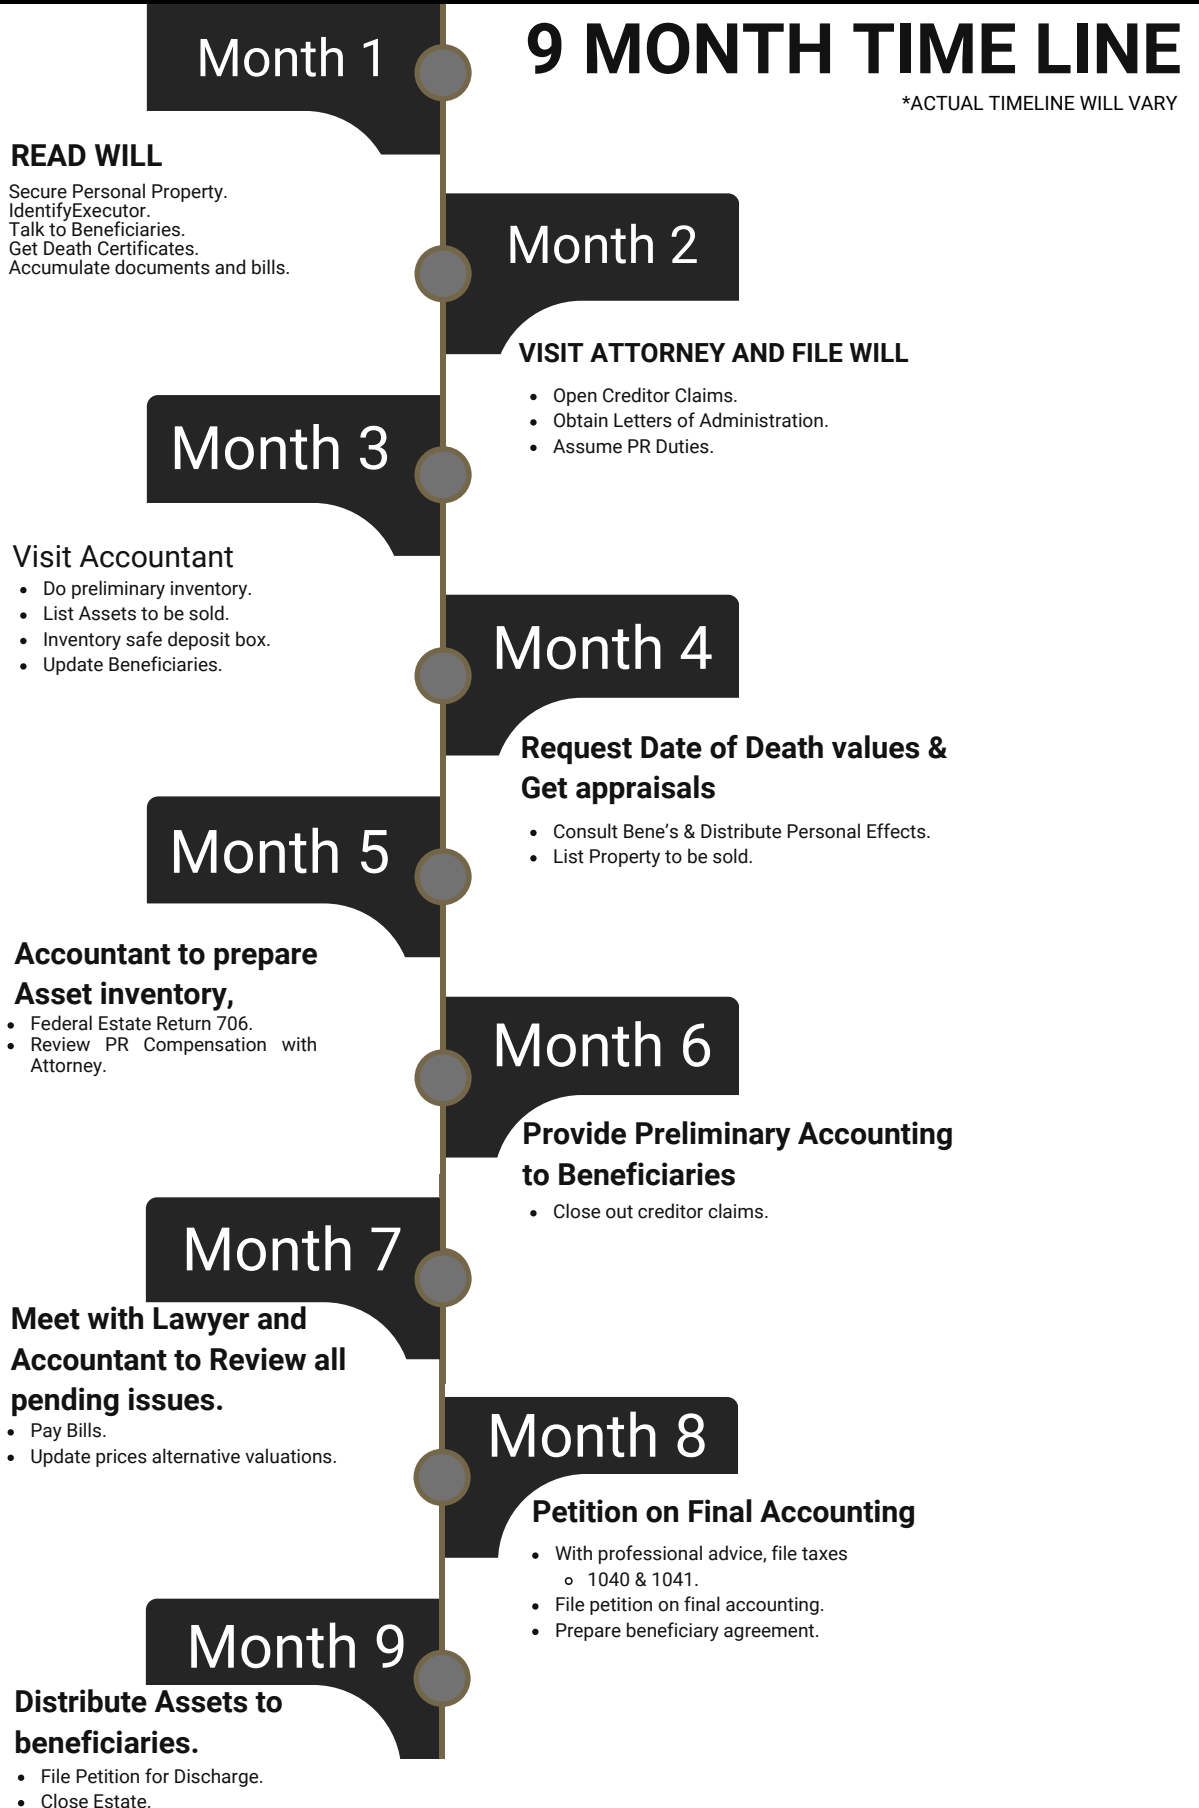 9 MONTH TIME LINE
*ACTUAL TIMELINE WILL VARY
Month 1
READ WILL
Secure Personal Property.
IdentifyExecutor.
Talk to Beneficiaries.
Get Death Certificates.
Accumulate documents and bills.
Month 2
VISIT ATTORNEY AND FILE WILL
• Open Creditor Claims.
• Obtain Letters of Administration.
• Assume PR Duties.
Month 3
Visit Accountant
• Do preliminary inventory.
• List Assets to be sold.
• Inventory safe deposit box.
• Update Beneficiaries.
Month 4
Request Date of Death values &
Get appraisals
• Consult Bene's & Distribute Personal Effects.
• List Property to be sold.
Month 5
Accountant to prepare
Asset inventory,
• Federal Estate Return 706.
• Review PR Compensation with
Attorney.
Month 6
Provide Preliminary Accounting
to Beneficiaries
• Close out creditor claims.
Month 7
Meet with Lawyer and
Accountant to Review all
pending issues.
• Pay Bills.
• Update prices alternative valuations.
Month 8
Petition on Final Accounting
• With professional advice, file taxes
◦ 1040 & 1041.
• File petition on final accounting.
• Prepare beneficiary agreement.
Month 9
Distribute Assets to
beneficiaries.
• File Petition for Discharge.
• Close Estate.